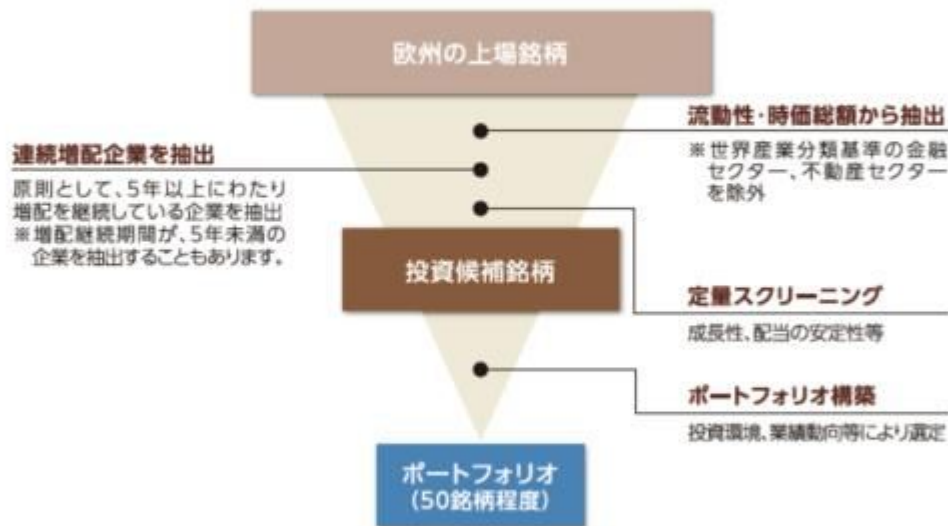 欧州の上場銘柄
流動性・時価総額から抽出
※世界産業分類基準の金融
セクター、不動産セクター
を除外
連続増配企業を抽出
原則として、5年以上にわたり
増配を継続している企業を抽出
※増配継続期間が、5年未満の
企業を抽出することもあります。
投資候補銘柄
定量スクリーニング
成長性、配当の安定性等
ポートフォリオ構築
投資環境、業績動向等により選定
ポートフォリオ
(50銘柄程度)